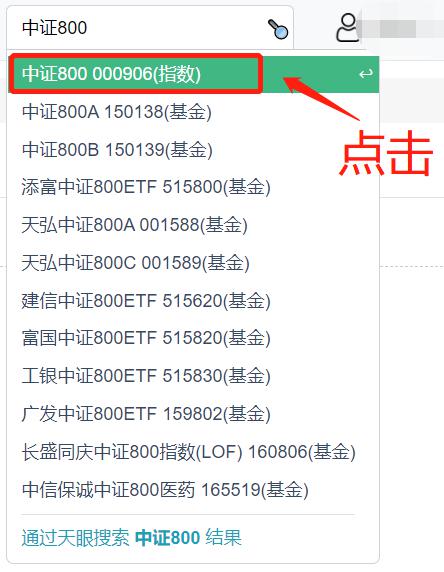 中证800
中证800 000906(指数)
中证800A 150138(基金)
点击
中证800B 150139(基金)
添富中证800ETF 515800(基金)
天弘中证800A 001588(基金)
天弘中证800C 001589(基金)
建信中证800ETF 515620(基金)
富国中证800ETF 515820(基金)
工银中证800ETF 515830(基金)
广发中证800ETF 159802(基金)
长盛同庆中证800指数(LOF) 160806(基金)
中信保诚中证800医药 165519(基金)
通过天眼搜索 中证800 结果